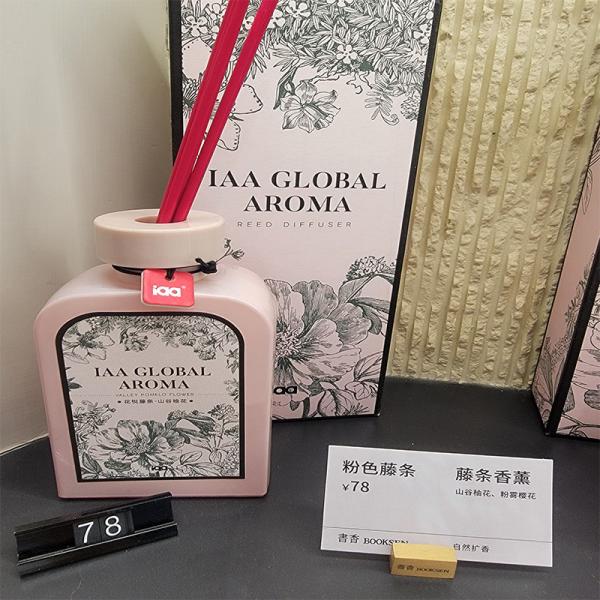 IAA GLOBAL
AROMA
REED DIFFUSER
iaa
iaa
IAA GLOBAL
AROMA
VALLEY POMELO FLOWER
花悦藤条·山谷柚花
iaa
78
粉色藤条
¥78
藤条香薰
山谷柚花、粉雾樱花
書香 BOOKSEN
自然扩香
書香 BOOKSEN